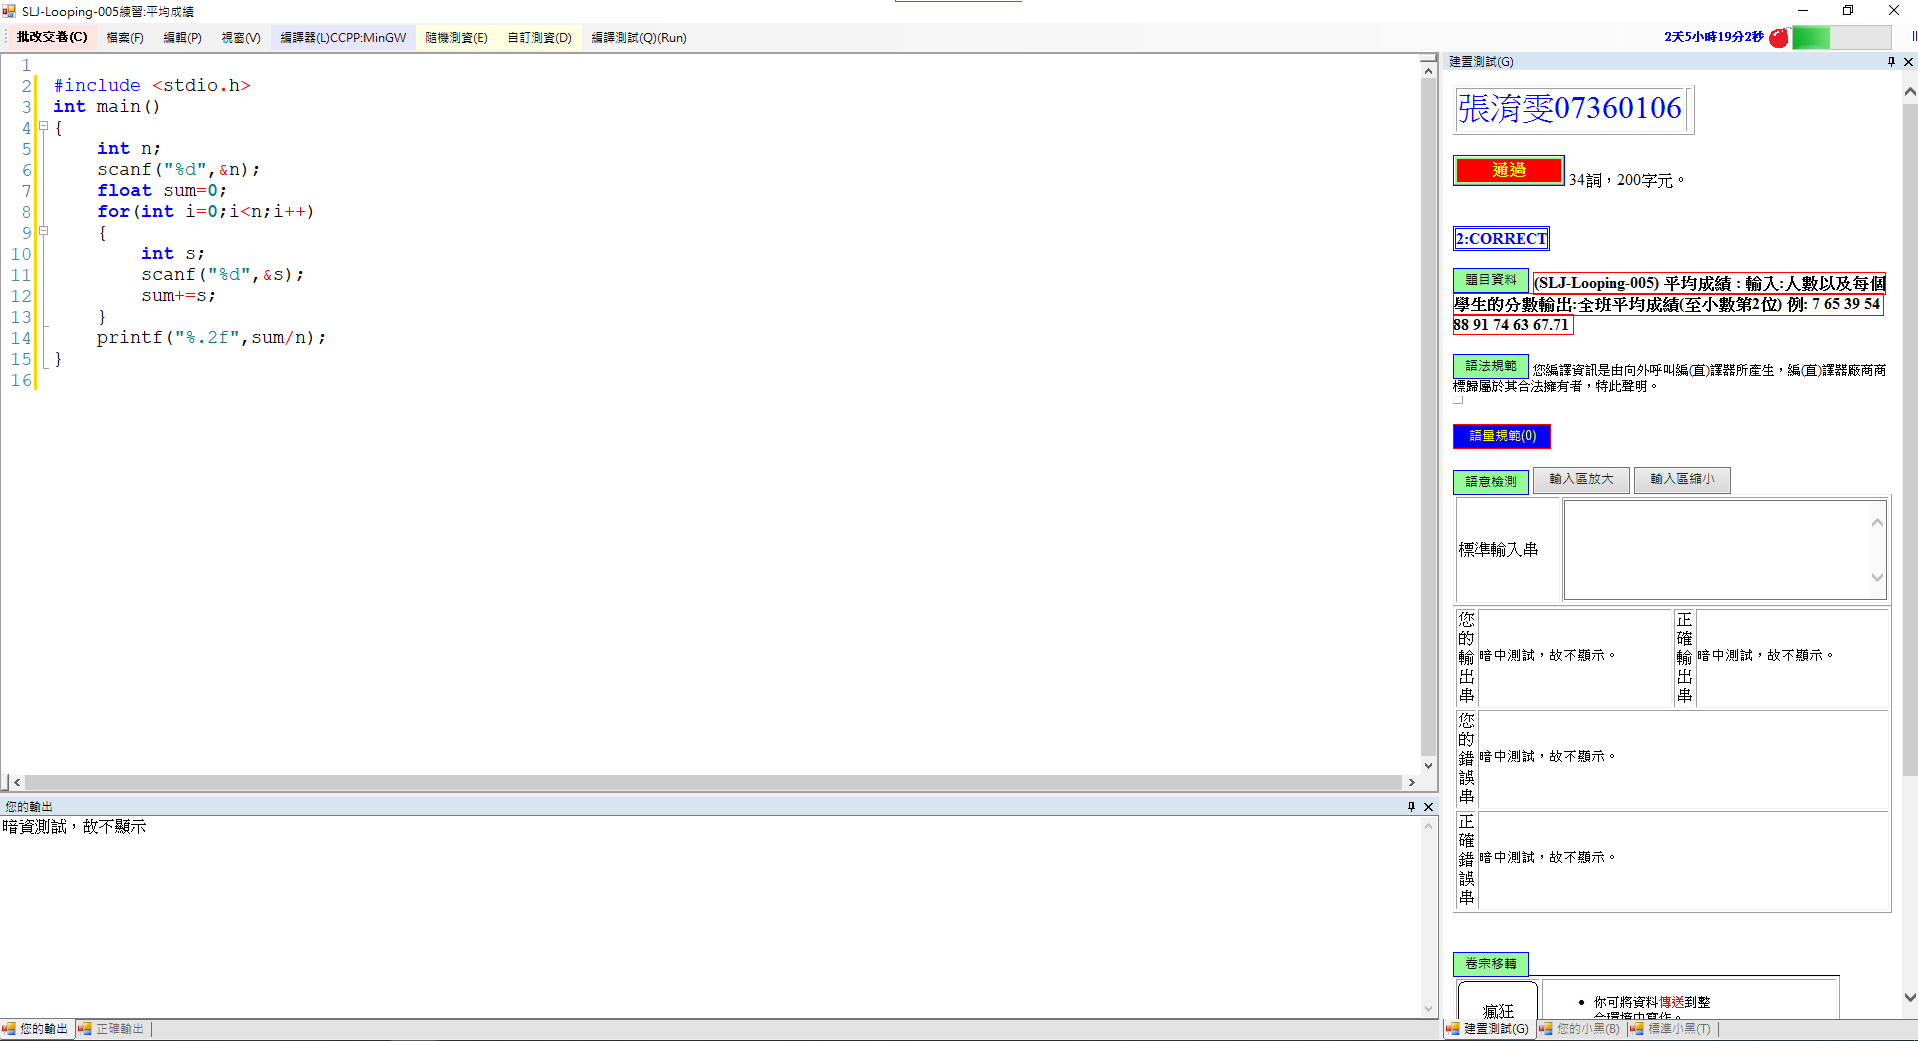 SLJ-Looping-005練習:平均成績
批改交卷(C) 檔案(F) 編輯(P) 視窗(V) 編譯器(L)CCPP:MinGW 隨機測資(E) 自訂測資(D) 編譯測試(Q)(Run)
2天5小時19分2秒
1
2 #include <stdio.h>
3 int main()
4 {
5 int n;
6 scanf("%d",&n);
7 float sum=0;
8 for(int i=0;i<n;i++)
9 {
10 int s;
11 scanf("%d",&s);
12 sum+=s;
13 }
14 printf("%.2f",sum/n);
15 }
16
您的輸出
暗資測試，故不顯示
您的輸出 正確輸出
建置測試(G)
張淯雯07360106
通過 34詞，200字元。
2:CORRECT
題目資料 (SLJ-Looping-005) 平均成績 : 輸入:人數以及每個
學生的分數輸出:全班平均成績(至小數第2位) 例: 7 65 39 54
88 91 74 63 67.71
語法規範 您編譯資訊是由向外呼叫編(直)譯器所產生，編(直)譯器廠商商
標歸屬於其合法擁有者，特此聲明。
語量規範(0)
語意檢測 輸入區放大 輸入區縮小
標準輸入串
您的輸出串 暗中測試，故不顯示。 正確輸出串 暗中測試，故不顯示。
您的錯誤串 暗中測試，故不顯示。
正確錯誤串 暗中測試，故不顯示。
卷宗移轉
瘋狂
• 你可將資料傳送到整
合環境中寫作。
建置測試(G) 您的小黑(B) 標準小黑(T)